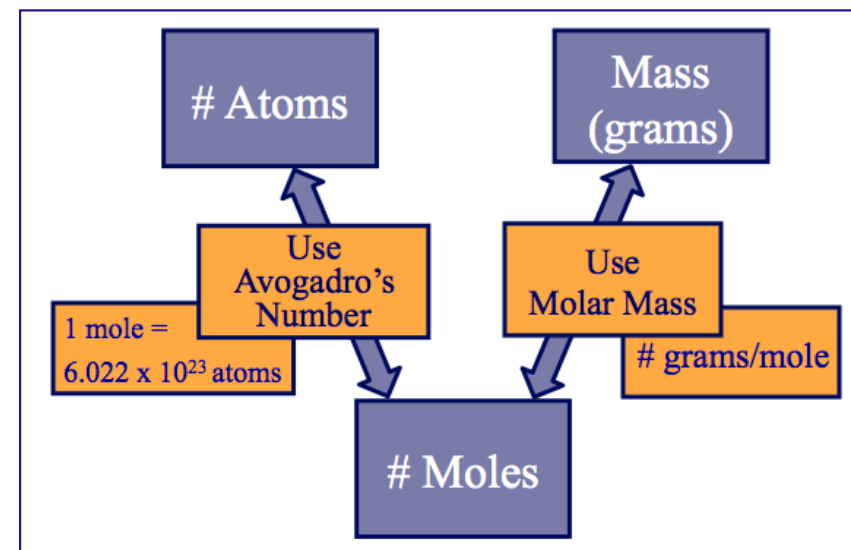 # Atoms
Mass
(grams)
Use
Avogadro's
Number
Use
Molar Mass
1 mole =
6.022 x 10²³ atoms
# grams/mole
# Moles